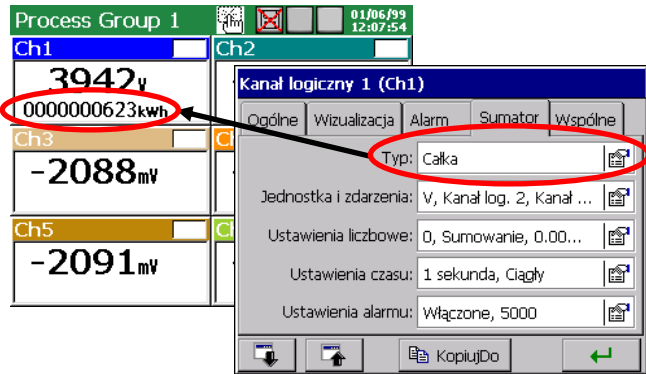 Process Group 1
01/06/99
12:07:54
Ch1
3942v
0000000623kwh
Ch2
Ch3
-2088mV
Ch5
-2091mV
Kanał logiczny 1 (Ch1)
Ogólne Wizualizacja Alarm Sumator Wspólne
Typ: Całka
Jednostka i zdarzenia: V, Kanał log. 2, Kanał ...
Ustawienia liczbowe: 0, Sumowanie, 0.00...
Ustawienia czasu: 1 sekunda, Ciągły
Ustawienia alarmu: Włączone, 5000
KopiujDo